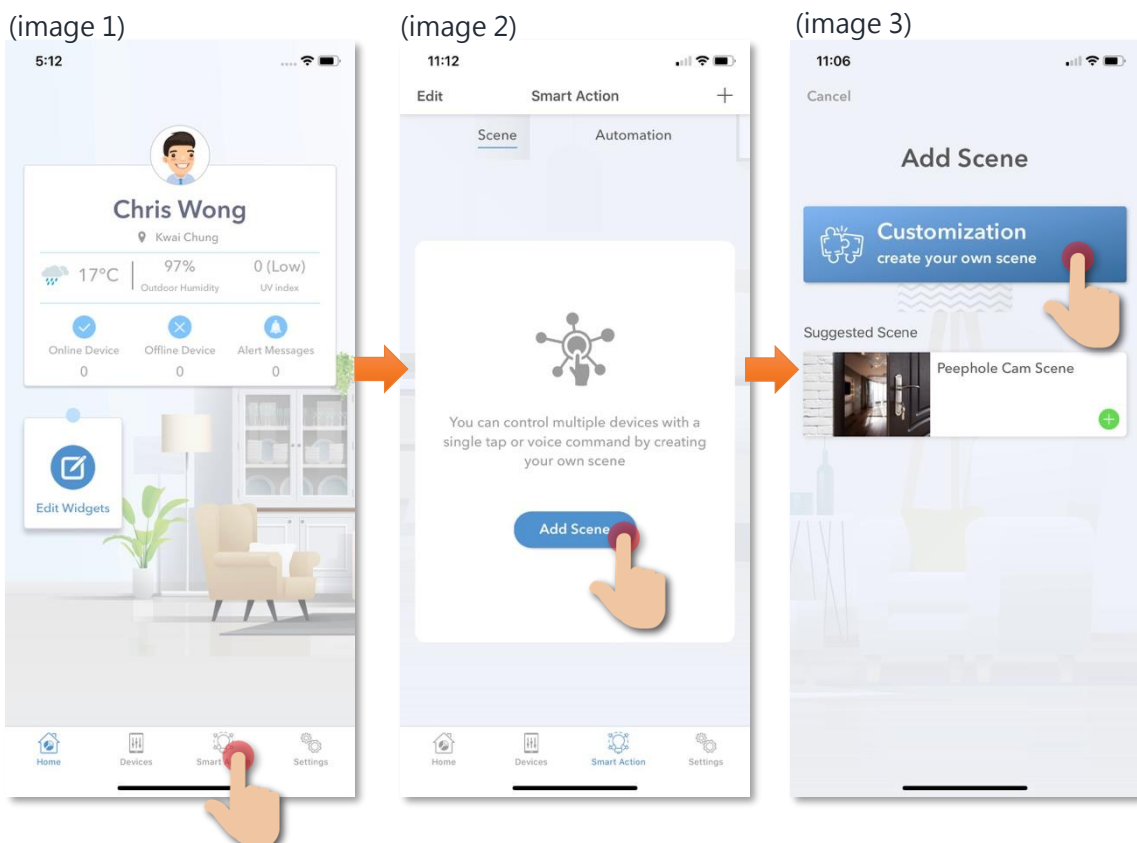 (image 1)
5:12
Chris Wong
Kwai Chung
17°C
97%
Outdoor Humidity
0 (Low)
UV index
Online Device
0
Offline Device
0
Alert Messages
0
Edit Widgets
Home
Devices
Smart
Settings
(image 2)
11:12
Edit
Smart Action
+
Scene
Automation
You can control multiple devices with a
single tap or voice command by creating
your own scene
Add Scene
Home
Devices
Smart Action
Settings
(image 3)
11:06
Cancel
Add Scene
Customization
create your own scene
Suggested Scene
Peephole Cam Scene